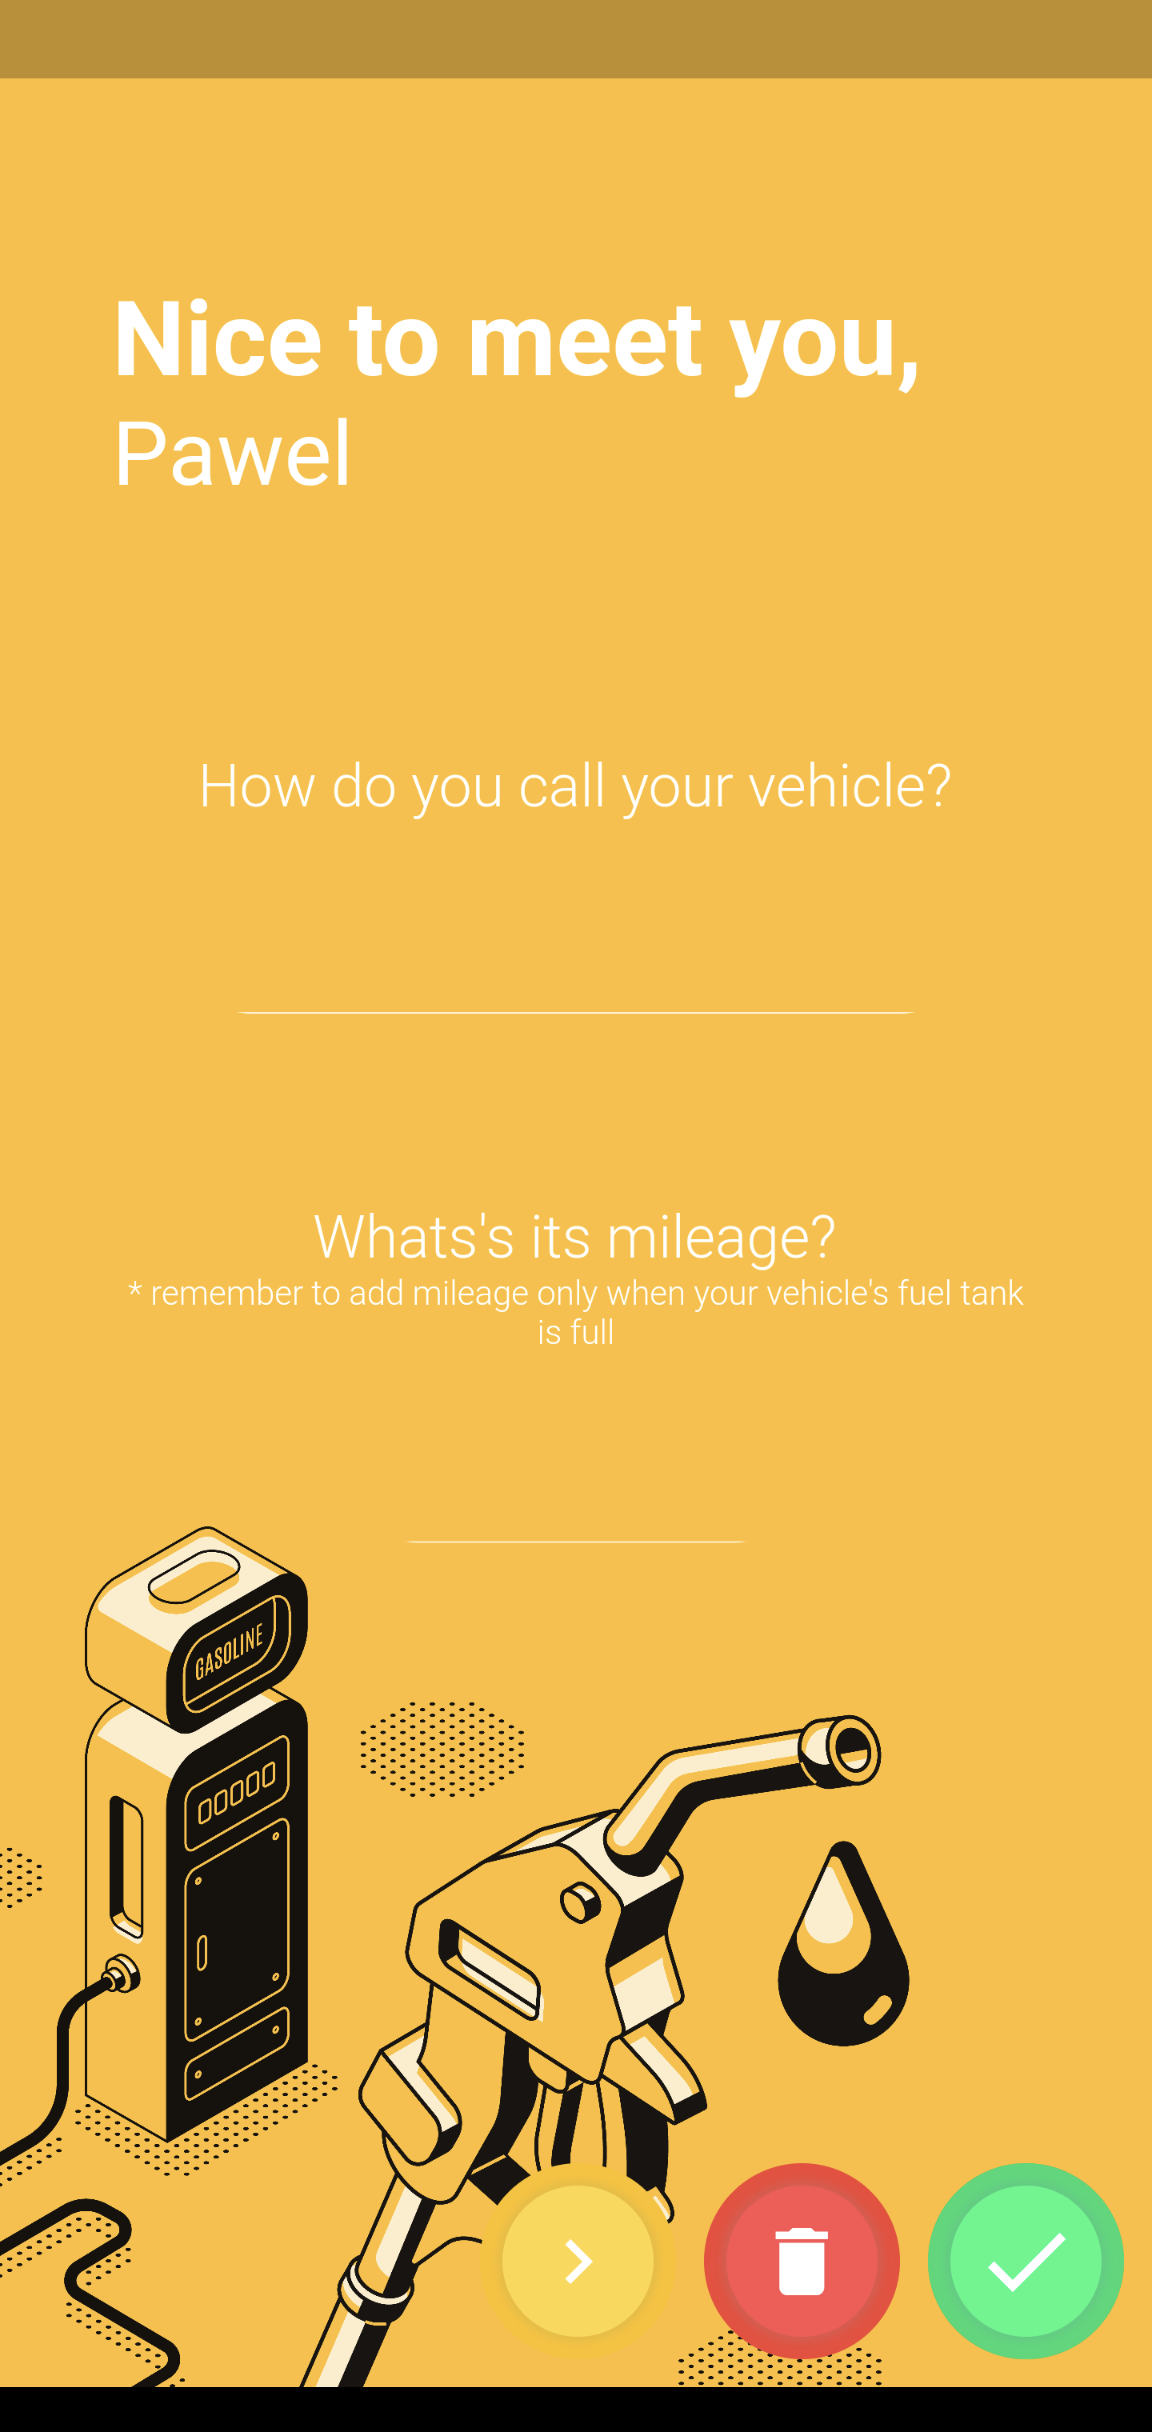 Nice to meet you,
Pawel
How do you call your vehicle?
Whats's its mileage?
* remember to add mileage only when your vehicle's fuel tank
is full
GASOLINE